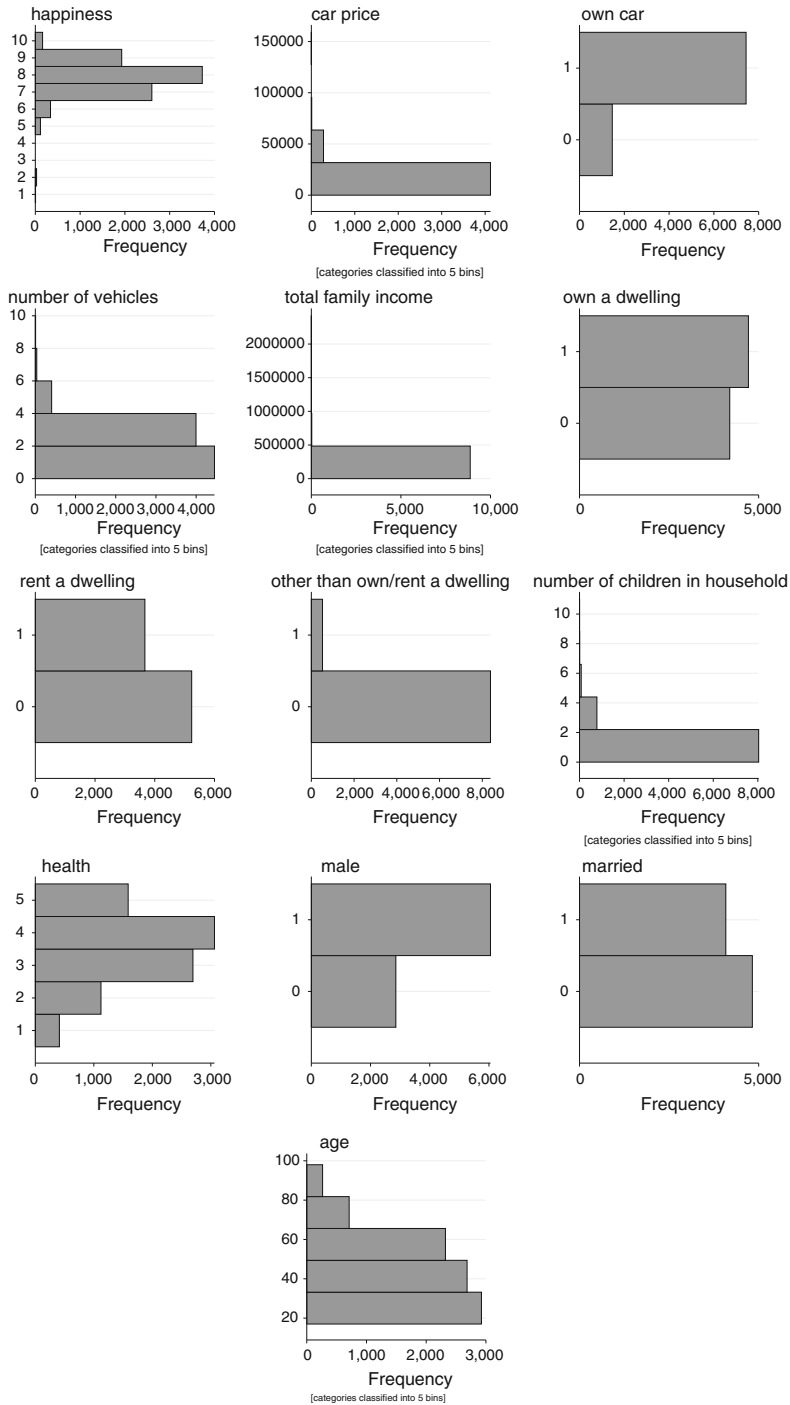 happiness
10
9
8
7
6
5
4
3
2
1
0 1,000 2,000 3,000 4,000
Frequency
car price
150000
100000
50000
0
0 1,000 2,000 3,000 4,000
Frequency
[categories classified into 5 bins]
own car
1
0
0 2,000 4,000 6,000 8,000
Frequency
number of vehicles
10
8
6
4
2
0
0 1,000 2,000 3,000 4,000
Frequency
[categories classified into 5 bins]
total family income
2000000
1500000
1000000
500000
0
0 5,000 10,000
Frequency
[categories classified into 5 bins]
own a dwelling
1
0
0 5,000
Frequency
rent a dwelling
1
0
0 2,000 4,000 6,000
Frequency
other than own/rent a dwelling
1
0
0 2,000 4,000 6,000 8,000
Frequency
number of children in household
10
8
6
4
2
0
0 2,000 4,000 6,000 8,000
Frequency
[categories classified into 5 bins]
health
5
4
3
2
1
0 1,000 2,000 3,000
Frequency
male
1
0
0 2,000 4,000 6,000
Frequency
married
1
0
0 5,000
Frequency
age
100
80
60
40
20
0 1,000 2,000 3,000
Frequency
[categories classified into 5 bins]